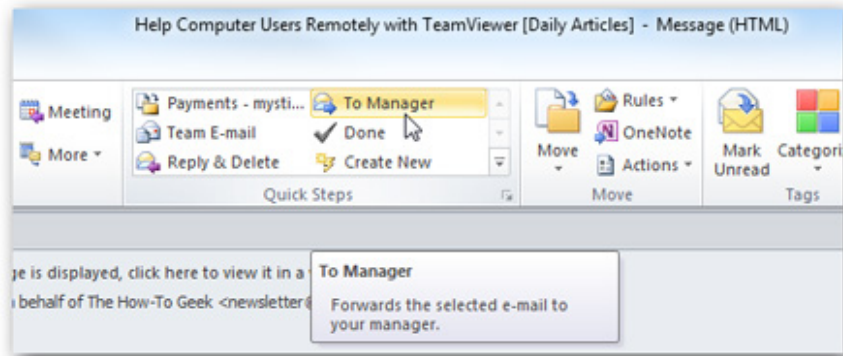 Help Computer Users Remotely with TeamViewer [Daily Articles] - Message (HTML)
Meeting
More
Payments - mysti...
To Manager
Team E-mail
Done
Reply & Delete
Create New
Quick Steps
Move
Rules
OneNote
Actions
Move
Mark Unread
Categori
Tags
ge is displayed, click here to view it in a
To Manager
behalf of The How-To Geek <newsletter@
Forwards the selected e-mail to
your manager.